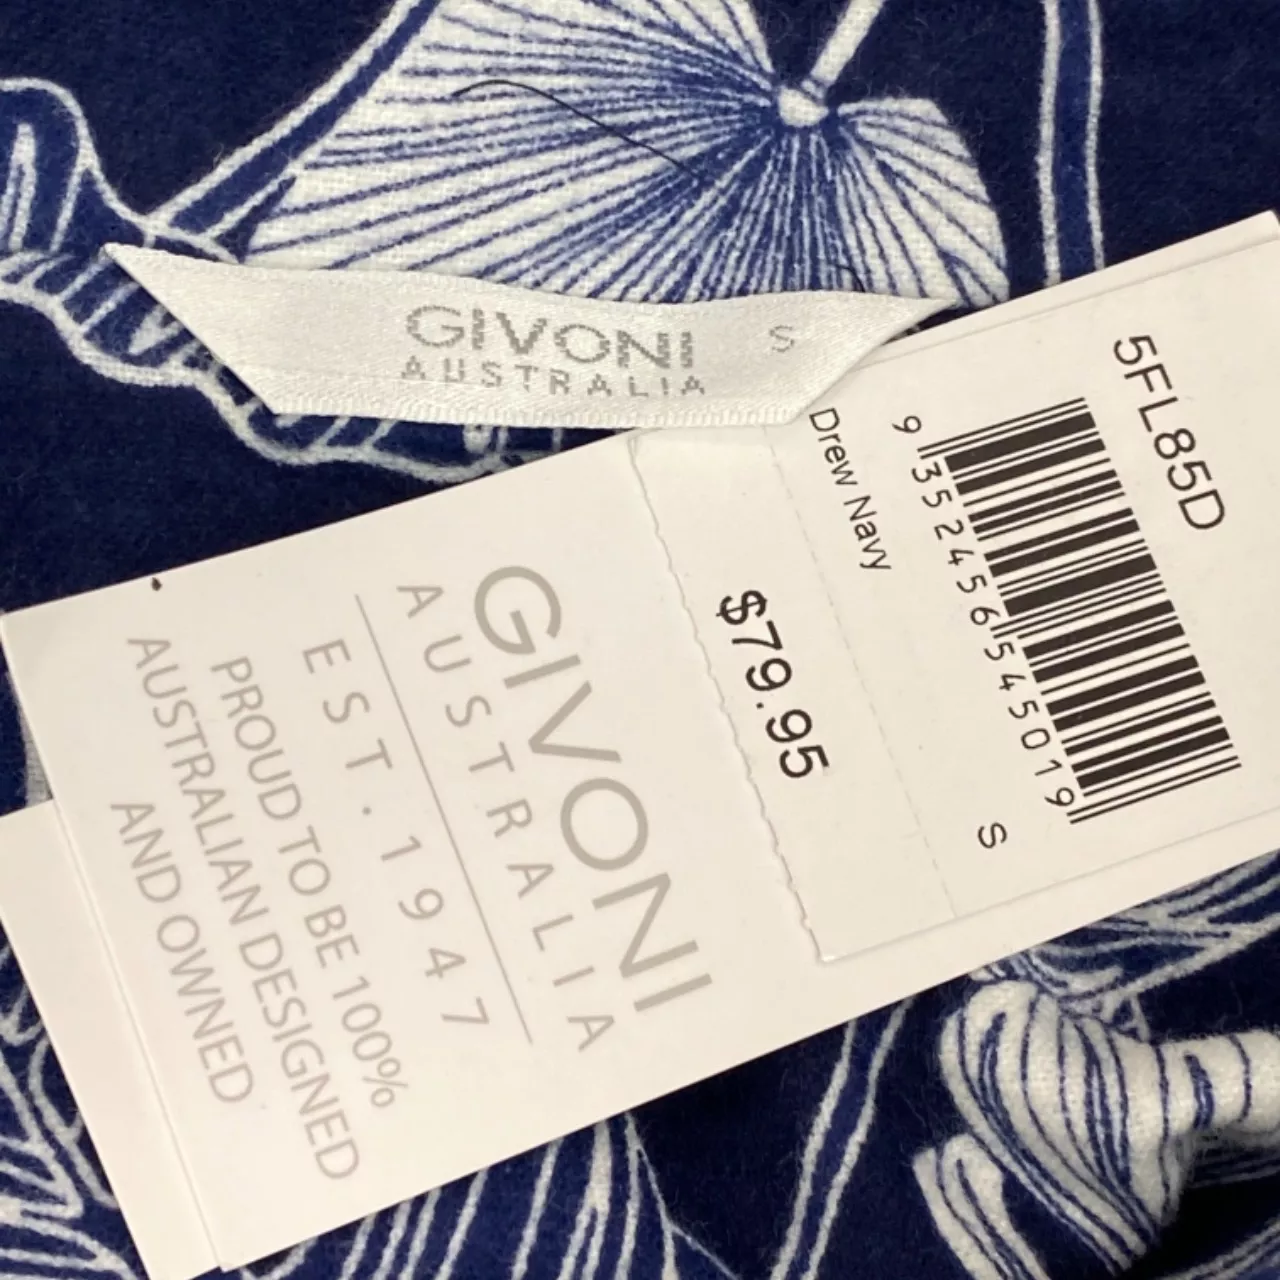 GIVONI S
AUSTRALIA
5FL85D
9 352456 545019
S
Drew Navy
$79.95
GIVONI
AUSTRALIA
EST.1947
PROUD TO BE 100%
AUSTRALIAN DESIGNED
AND OWNED